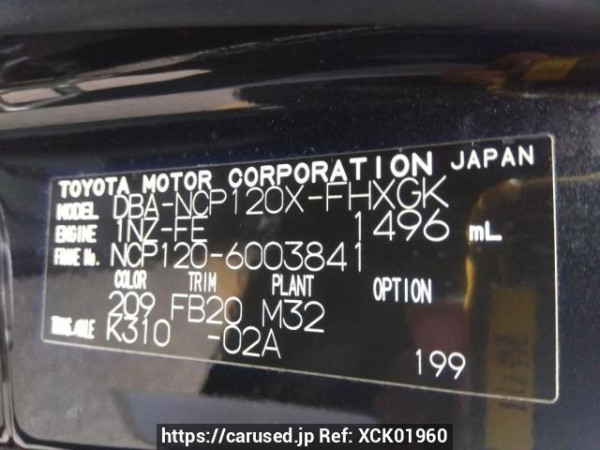 TOYOTA MOTOR CORPORATION JAPAN
MODEL DBA-NCP120X-FHXGK
ENGINE 1NZ-FE 1496 mL
FRAME No. NCP120-6003841
COLOR TRIM PLANT OPTION
209 FB20 M32
TRANS./AXLE K310 -02A
199
https://carused.jp Ref: XCK01960